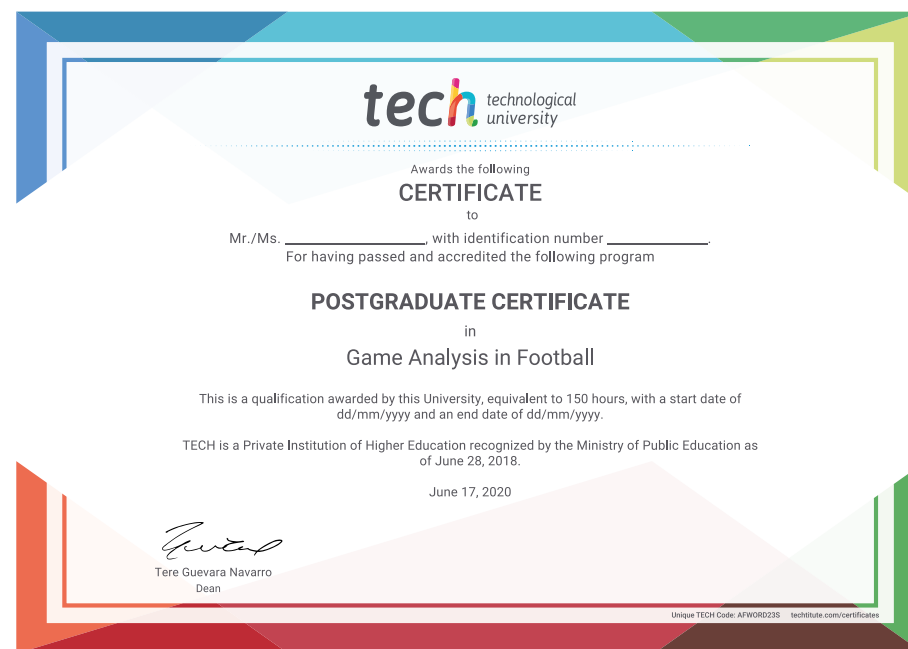 tech technological
university
Awards the following
CERTIFICATE
to
Mr./Ms. ____________________, with identification number ______________.
For having passed and accredited the following program
POSTGRADUATE CERTIFICATE
in
Game Analysis in Football
This is a qualification awarded by this University, equivalent to 150 hours, with a start date of
dd/mm/yyyy and an end date of dd/mm/yyyy.
TECH is a Private Institution of Higher Education recognized by the Ministry of Public Education as
of June 28, 2018.
June 17, 2020
Tere Guevara Navarro
Dean
Unique TECH Code: AFWORD23S techtitute.com/certificates